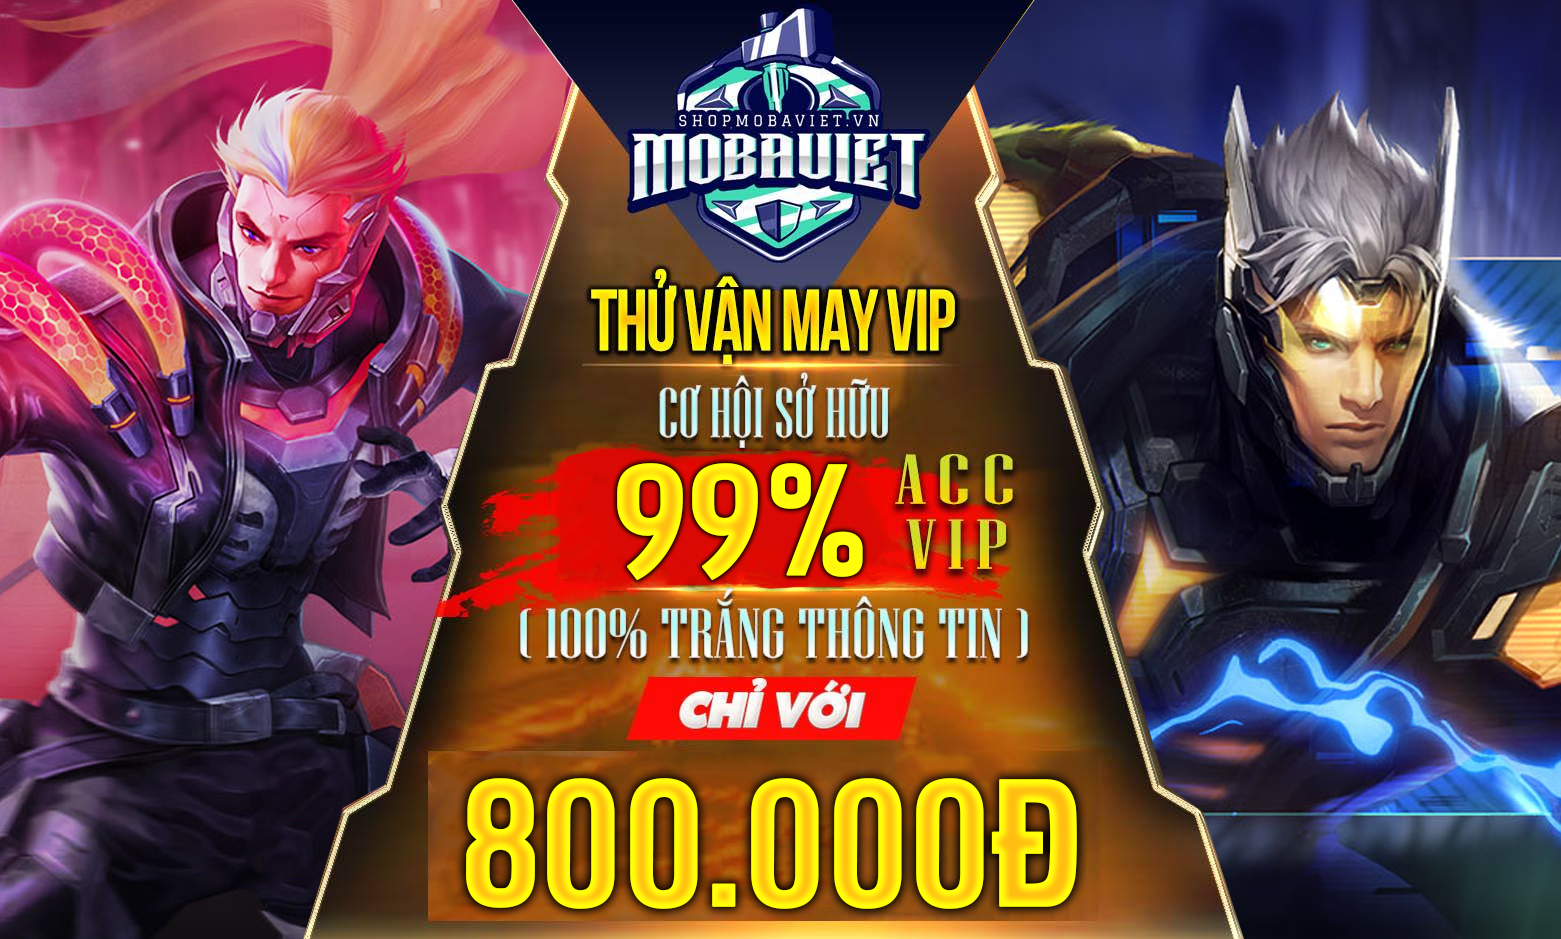 SHOPMOBAVIET.VN
MOBAVIET
THỬ VẬN MAY VIP
CƠ HỘI SỞ HỮU
99% ACC VIP
( 100% TRẮNG THÔNG TIN )
CHỈ VỚI
800.000Đ